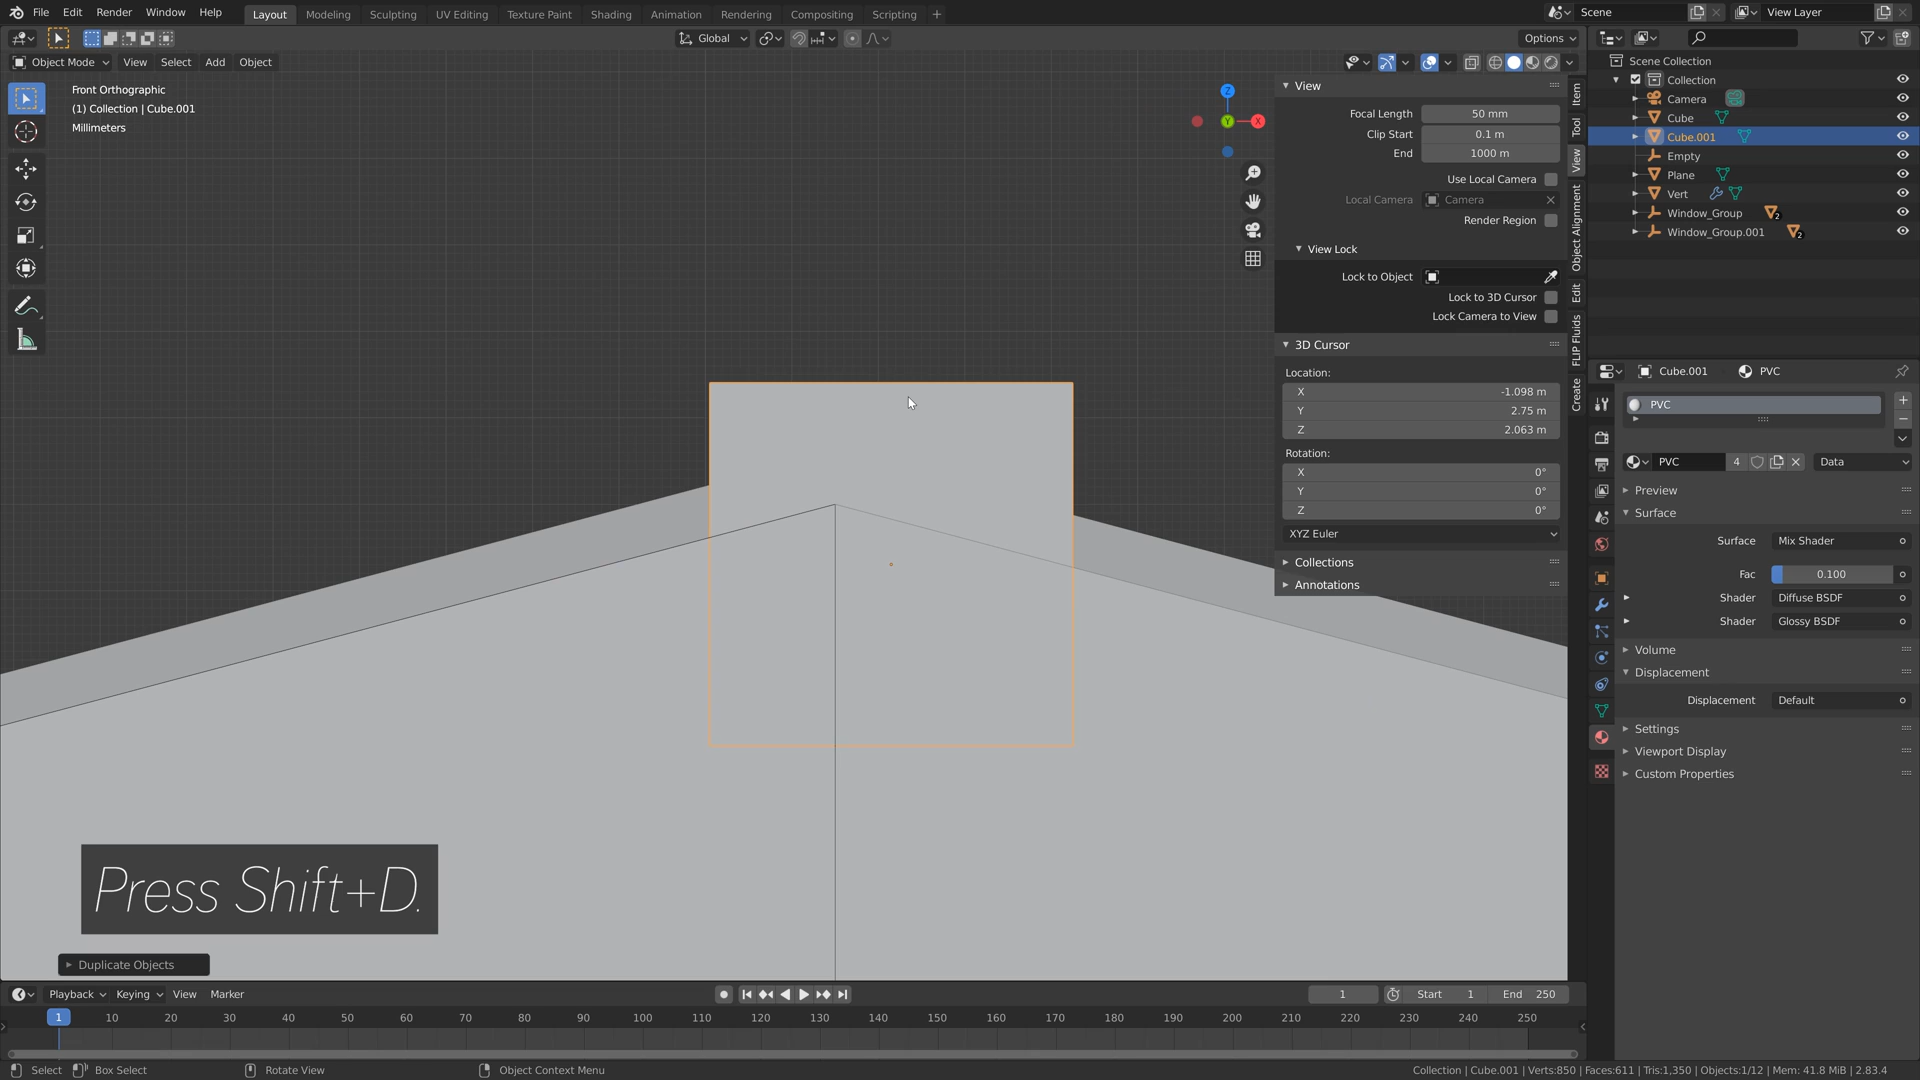 File Edit Render Window Help Layout Modeling Sculpting UV Editing Texture Paint Shading Animation Rendering Compositing Scripting + Scene View Layer
Global Options
Object Mode View Select Add Object
Front Orthographic
(1) Collection | Cube.001
Millimeters
Z
Y
X
View
Focal Length 50 mm
Clip Start 0.1 m
End 1000 m
Use Local Camera
Local Camera Camera
Render Region
View Lock
Lock to Object
Lock to 3D Cursor
Lock Camera to View
3D Cursor
Location:
X -1.098 m
Y 2.75 m
Z 2.063 m
Rotation:
X 0°
Y 0°
Z 0°
XYZ Euler
Collections
Annotations
Item
Tool
View
Object Alignment
Edit
FLIP Fluids
Create
Scene Collection
Collection
Camera
Cube
Cube.001
Empty
Plane
Vert
Window_Group 2
Window_Group.001 2
Cube.001 PVC
PVC
PVC 4 Data
Preview
Surface
Surface Mix Shader
Fac 0.100
Shader Diffuse BSDF
Shader Glossy BSDF
Volume
Displacement
Displacement Default
Settings
Viewport Display
Custom Properties
Press Shift+D.
Duplicate Objects
Playback Keying View Marker 1 Start 1 End 250
1 10 20 30 40 50 60 70 80 90 100 110 120 130 140 150 160 170 180 190 200 210 220 230 240 250
Select Box Select Rotate View Object Context Menu Collection | Cube.001 | Verts:850 | Faces:611 | Tris:1,350 | Objects:1/12 | Mem: 41.8 MiB | 2.83.4